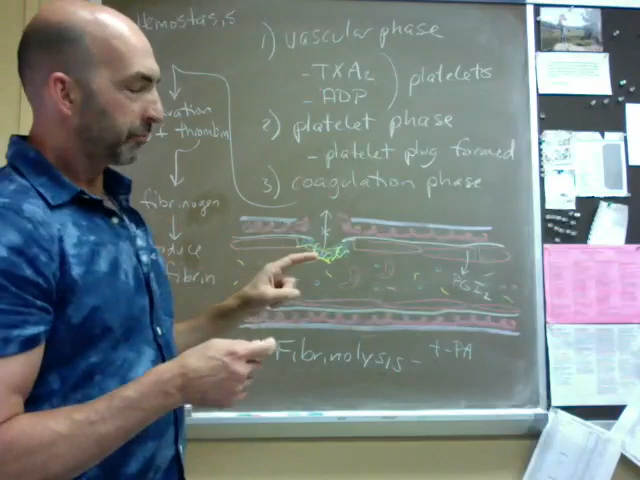 Hemostasis
1) vascular phase
- TXA2
- ADP
platelets
2) platelet phase
- platelet plug formed
3) coagulation phase
thrombin
fibrinogen
fibrin
PGI2
Fibrinolysis - t-PA